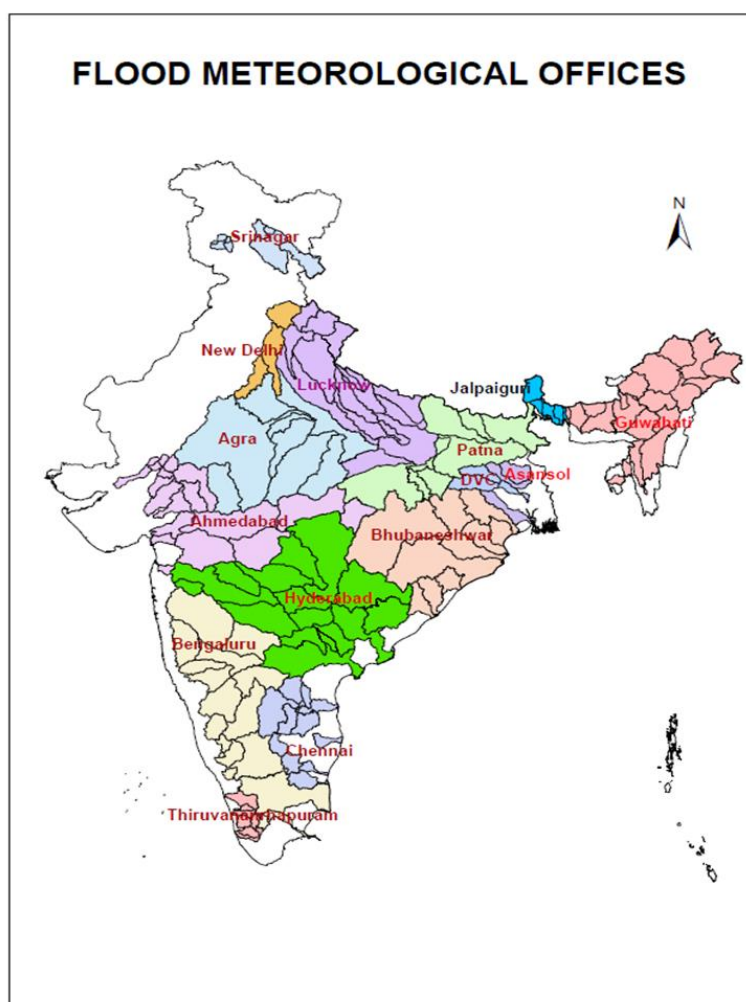 FLOOD METEOROLOGICAL OFFICES
N
Srinagar
New Delhi
Lucknow
Jalpaiguri
Guwahati
Agra
Patna
DVC
Asansol
Ahmedabad
Bhubaneshwar
Hyderabad
Bengaluru
Chennai
Thiruvananthapuram